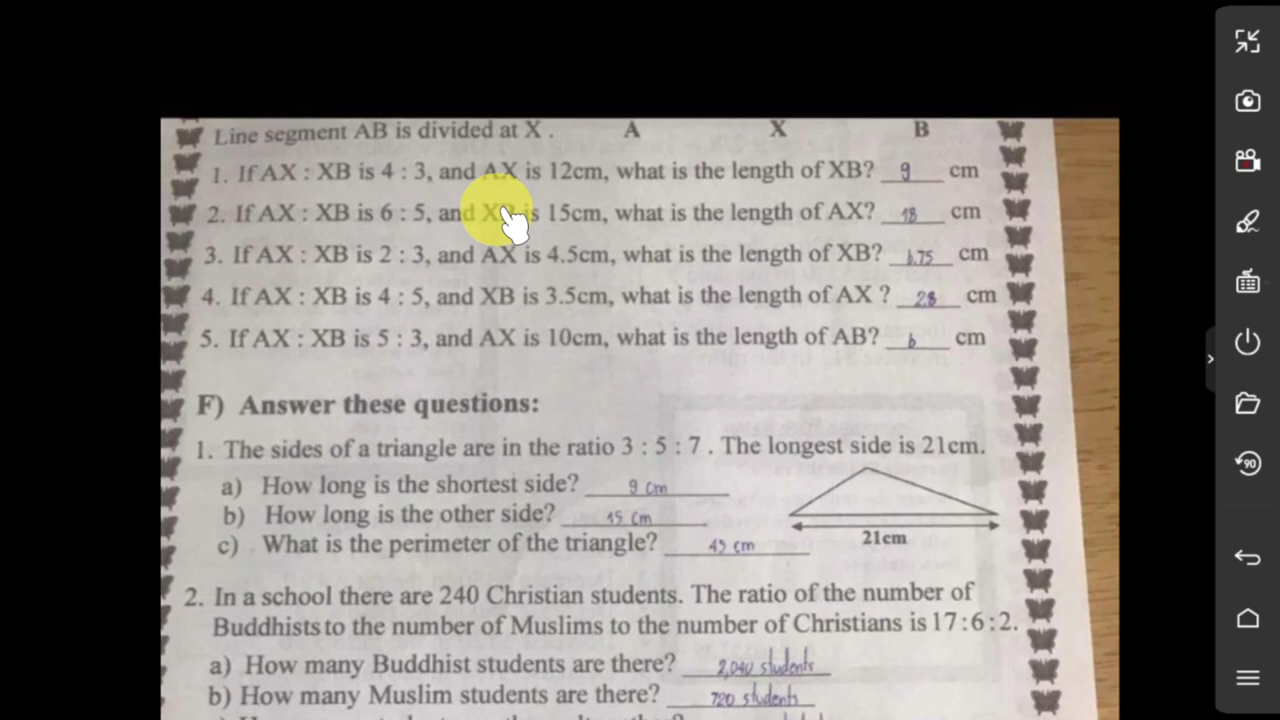 Line segment AB is divided at X . A X B
1. If AX : XB is 4 : 3, and AX is 12cm, what is the length of XB? 9 cm
2. If AX : XB is 6 : 5, and XB is 15cm, what is the length of AX? 18 cm
3. If AX : XB is 2 : 3, and AX is 4.5cm, what is the length of XB? 6.75 cm
4. If AX : XB is 4 : 5, and XB is 3.5cm, what is the length of AX ? 28 cm
5. If AX : XB is 5 : 3, and AX is 10cm, what is the length of AB? 6 cm
F) Answer these questions:
1. The sides of a triangle are in the ratio 3 : 5 : 7 . The longest side is 21cm.
a) How long is the shortest side? 9 cm
b) How long is the other side? 15 cm
c) What is the perimeter of the triangle? 45 cm
21cm
2. In a school there are 240 Christian students. The ratio of the number of
Buddhists to the number of Muslims to the number of Christians is 17 : 6 : 2.
a) How many Buddhist students are there? 2,040 students
b) How many Muslim students are there? 720 students
90